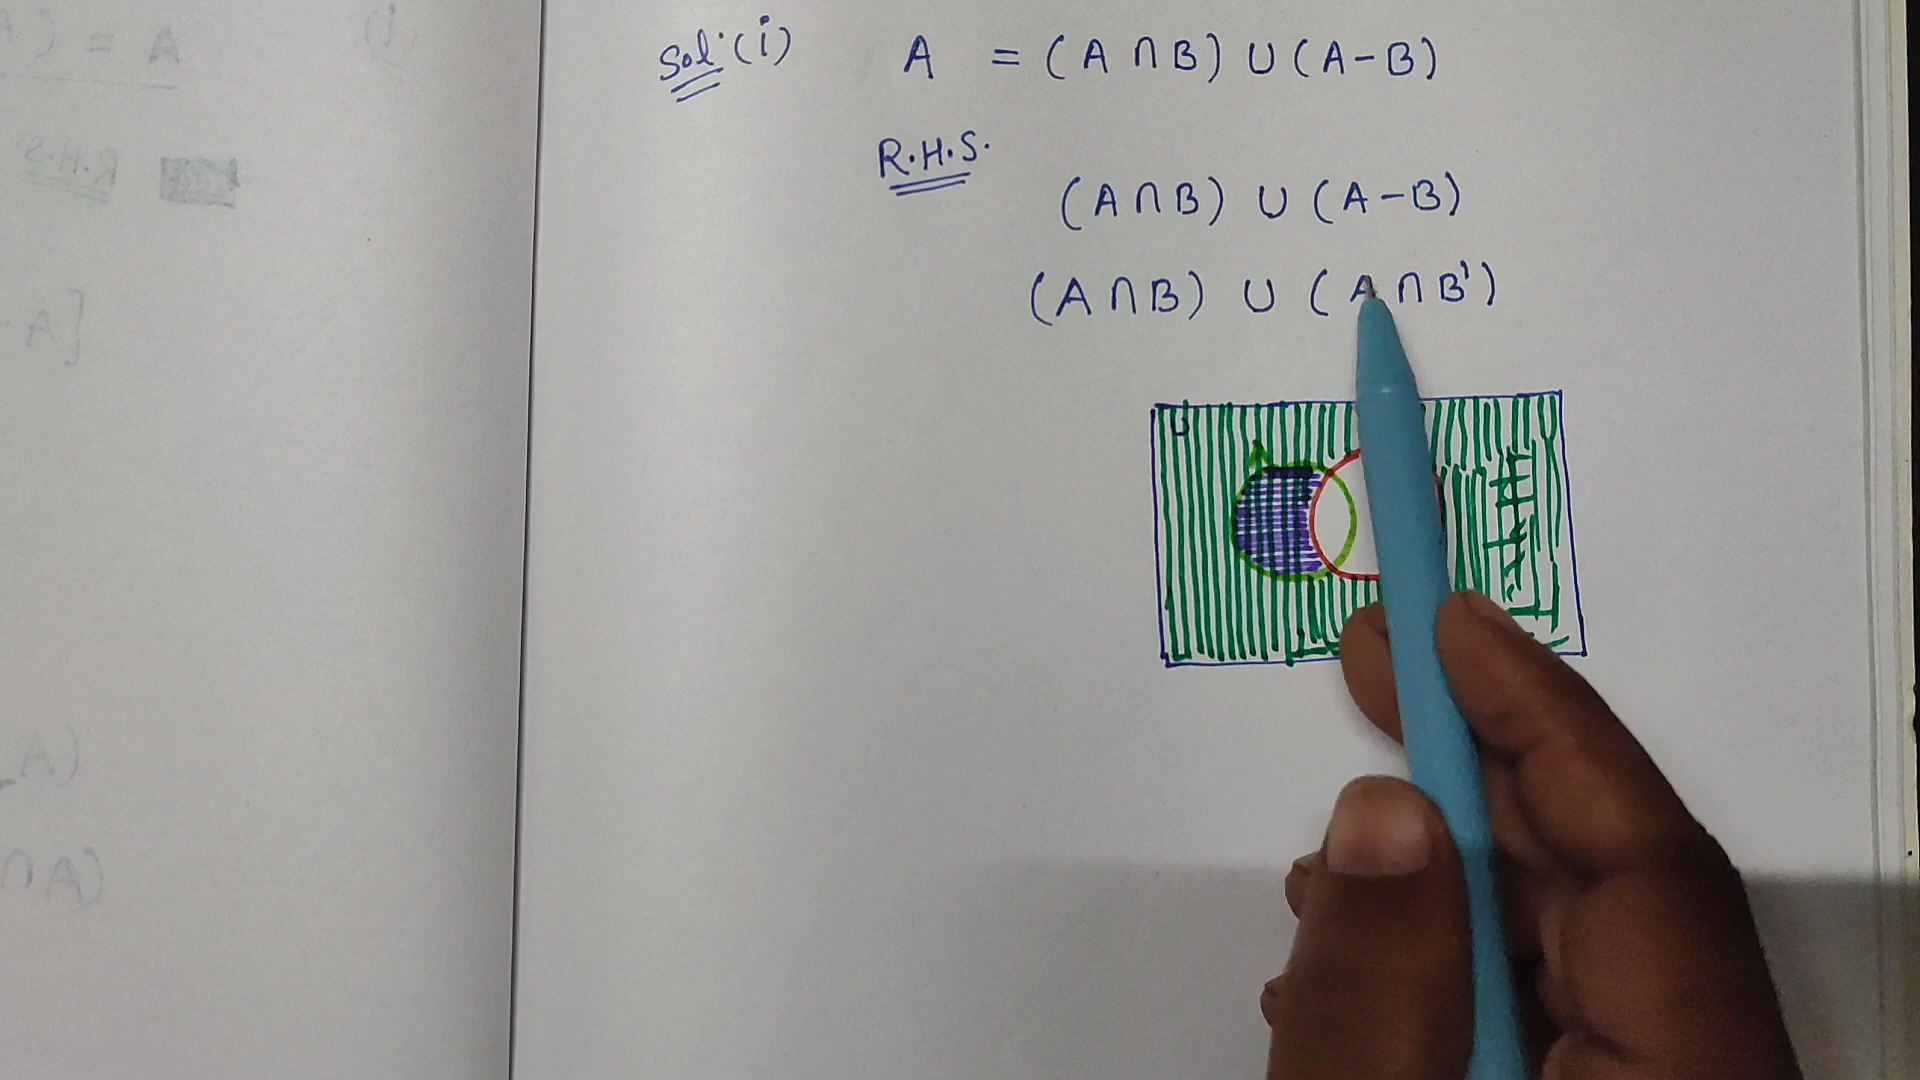 Sol. (i) A = (A ∩ B) ∪ (A - B)
R.H.S.
(A ∩ B) ∪ (A - B)
(A ∩ B) ∪ (A ∩ B')
U